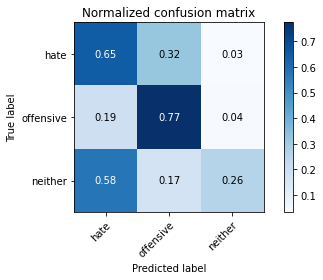 Normalized confusion matrix
hate 0.65 0.32 0.03
offensive 0.19 0.77 0.04
neither 0.58 0.17 0.26
hate offensive neither
True label
Predicted label
0.7
0.6
0.5
0.4
0.3
0.2
0.1